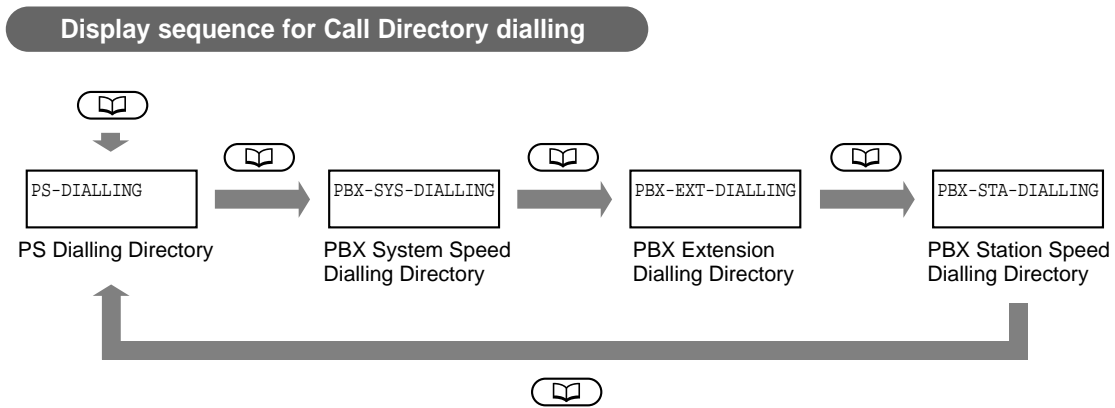 Display sequence for Call Directory dialling
PS-DIALLING
PBX-SYS-DIALLING
PBX-EXT-DIALLING
PBX-STA-DIALLING
PS Dialling Directory
PBX System Speed
Dialling Directory
PBX Extension
Dialling Directory
PBX Station Speed
Dialling Directory